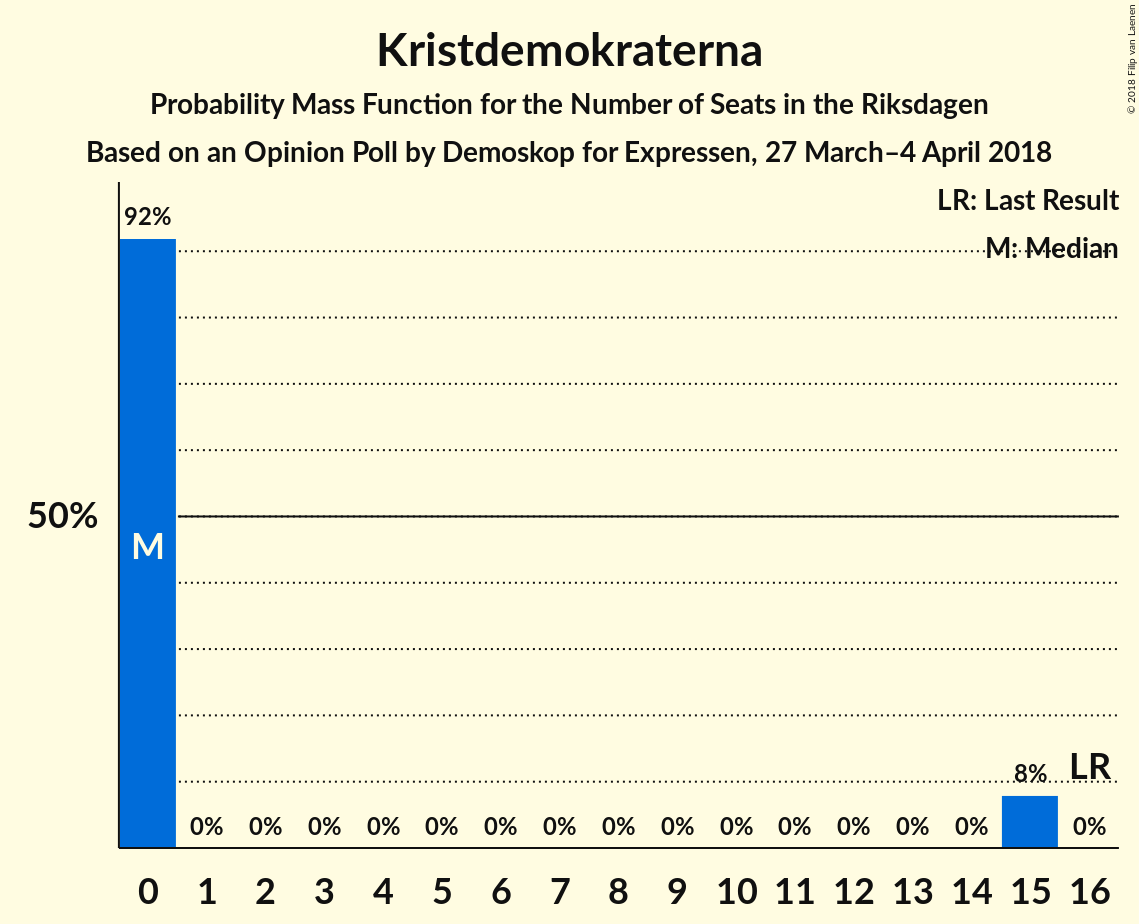 Kristdemokraterna
Probability Mass Function for the Number of Seats in the Riksdagen
Based on an Opinion Poll by Demoskop for Expressen, 27 March–4 April 2018
© 2018 Filip van Laenen
LR: Last Result
M: Median
92%
50%
M
8%
LR
0% 0% 0% 0% 0% 0% 0% 0% 0% 0% 0% 0% 0% 0% 0%
0 1 2 3 4 5 6 7 8 9 10 11 12 13 14 15 16